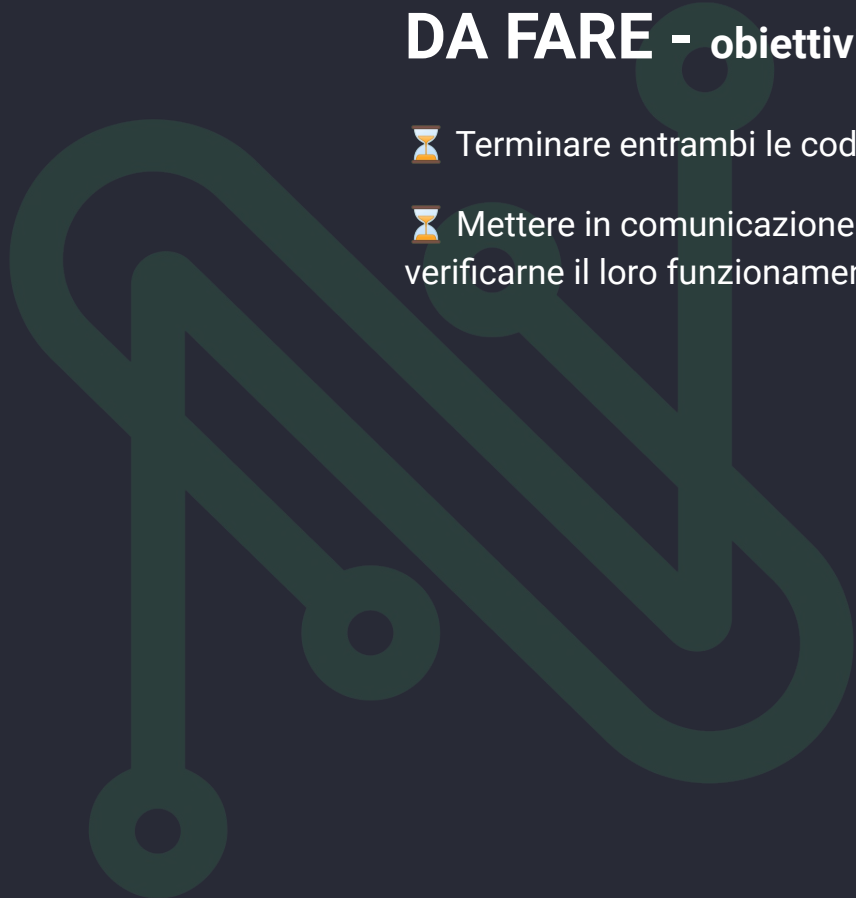 DA FARE - obiettiv
⏳ Terminare entrambi le cod
⏳ Mettere in comunicazione
verificarne il loro funzionamen